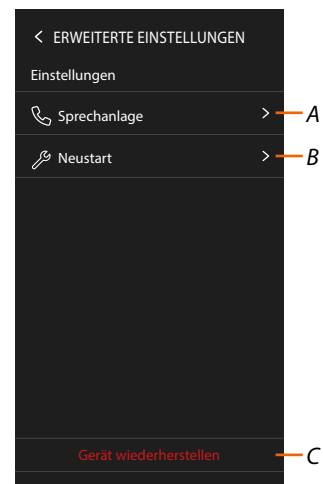 < ERWEITERTE EINSTELLUNGEN
Einstellungen
Sprechanlage > A
Neustart > B
Gerät wiederherstellen C